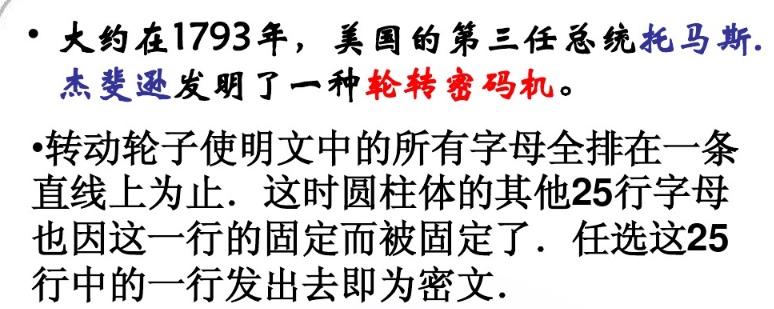 • 大约在1793年，美国的第三任总统托马斯.
杰斐逊发明了一种轮转密码机。
•转动轮子使明文中的所有字母全排在一条
直线上为止．这时圆柱体的其他25行字母
也因这一行的固定而被固定了．任选这25
行中的一行发出去即为密文．